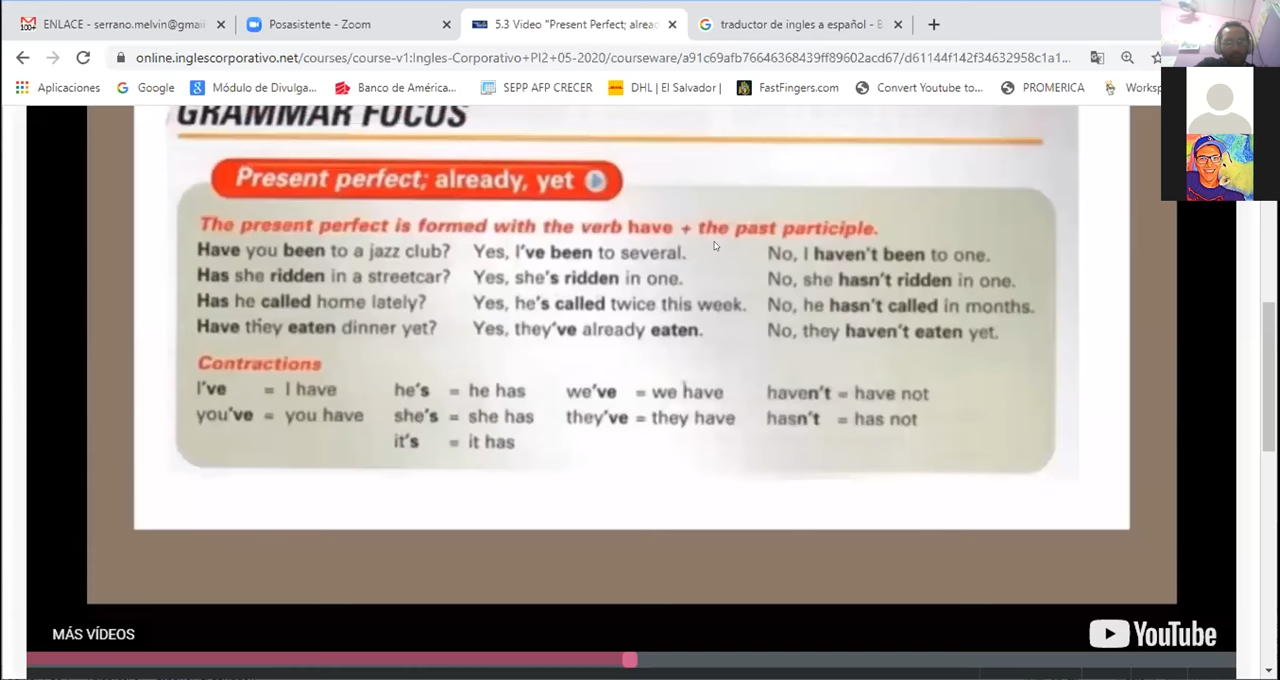 ENLACE - serrano.melvin@gmai
Posasistente - Zoom
5.3 Video "Present Perfect; alrea
traductor de ingles a español - B
online.inglescorporativo.net/courses/course-v1:Ingles-Corporativo+PI2+05-2020/courseware/a91c69afb76646368439ff89602acd67/d61144f142f34632958c1a1...
Aplicaciones
Google
Módulo de Divulga...
Banco de América...
SEPP AFP CRECER
DHL | El Salvador |
FastFingers.com
Convert Youtube to...
PROMERICA
Worksp
GRAMMAR FOCUS
Present perfect; already, yet
The present perfect is formed with the verb have + the past participle.
Have you been to a jazz club? Yes, I've been to several. No, I haven't been to one.
Has she ridden in a streetcar? Yes, she's ridden in one. No, she hasn't ridden in one.
Has he called home lately? Yes, he's called twice this week. No, he hasn't called in months.
Have they eaten dinner yet? Yes, they've already eaten. No, they haven't eaten yet.
Contractions
I've = I have he's = he has we've = we have haven't = have not
you've = you have she's = she has they've = they have hasn't = has not
it's = it has
MÁS VÍDEOS
YouTube